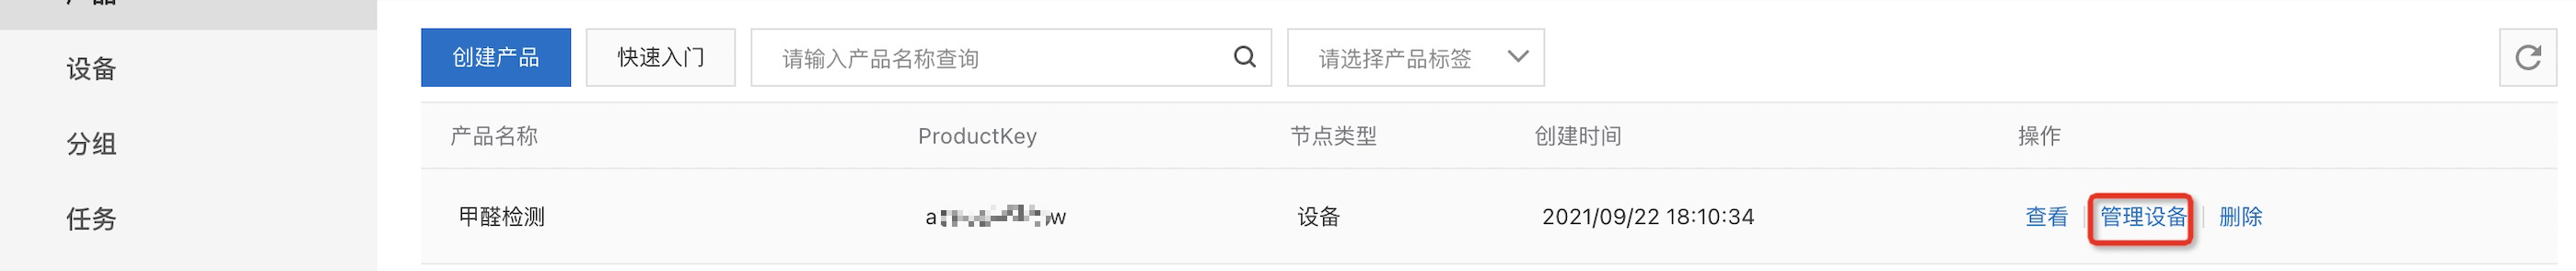 产品
设备
分组
任务
创建产品 快速入门 请输入产品名称查询 请选择产品标签
产品名称 ProductKey 节点类型 创建时间 操作
甲醛检测 a w 设备 2021/09/22 18:10:34 查看 管理设备 删除